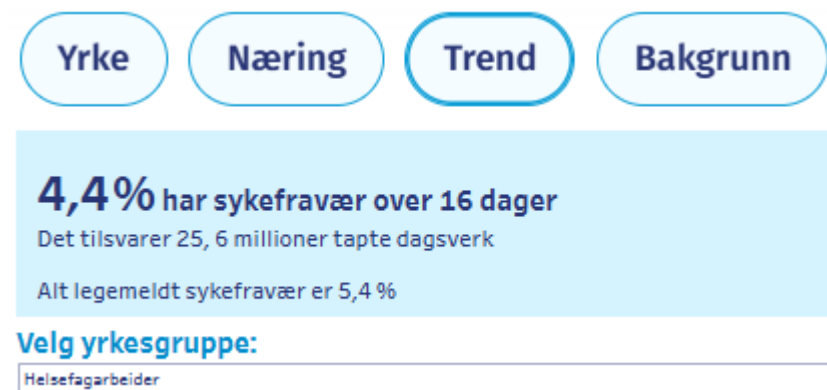 Yrke Næring Trend Bakgrunn
4,4% har sykefravær over 16 dager
Det tilsvarer 25, 6 millioner tapte dagsverk
Alt legemeldt sykefravær er 5,4 %
Velg yrkesgruppe:
Helsefagarbeider